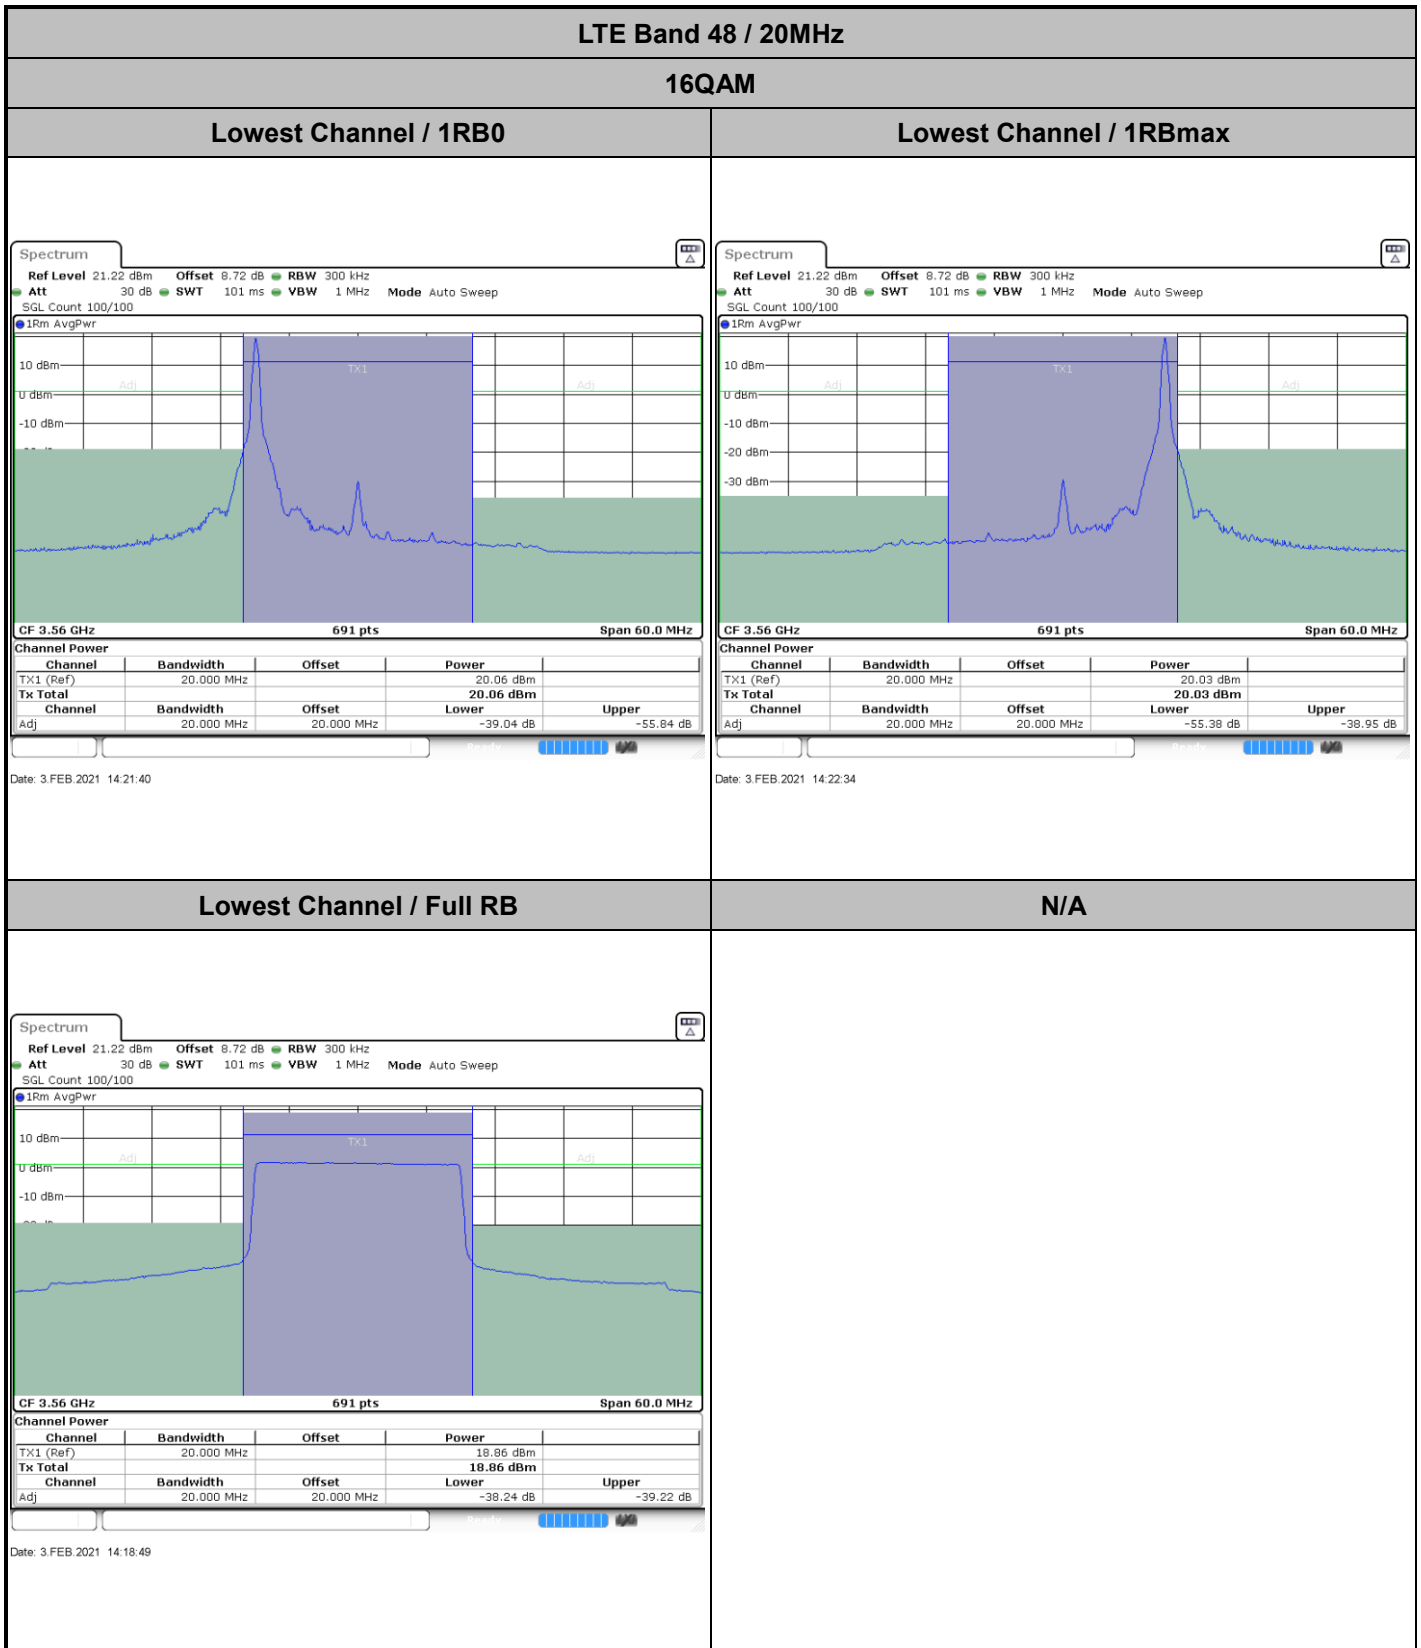 LTE Band 48 / 20MHz
16QAM
Lowest Channel / 1RB0
Lowest Channel / 1RBmax
Spectrum
Ref Level 21.22 dBm Offset 8.72 dB RBW 300 kHz
Att 30 dB SWT 101 ms VBW 1 MHz Mode Auto Sweep
SGL Count 100/100
1Rm AvgPwr
10 dBm
TX1
Adj
Adj
0 dBm
-10 dBm
CF 3.56 GHz 691 pts Span 60.0 MHz
Channel Power
Channel Bandwidth Offset Power
TX1 (Ref) 20.000 MHz 20.06 dBm
Tx Total 20.06 dBm
Channel Bandwidth Offset Lower Upper
Adj 20.000 MHz 20.000 MHz -39.04 dB -55.84 dB
Ready
Date: 3.FEB.2021 14:21:40
Spectrum
Ref Level 21.22 dBm Offset 8.72 dB RBW 300 kHz
Att 30 dB SWT 101 ms VBW 1 MHz Mode Auto Sweep
SGL Count 100/100
1Rm AvgPwr
10 dBm
TX1
Adj
Adj
0 dBm
-10 dBm
-20 dBm
-30 dBm
CF 3.56 GHz 691 pts Span 60.0 MHz
Channel Power
Channel Bandwidth Offset Power
TX1 (Ref) 20.000 MHz 20.03 dBm
Tx Total 20.03 dBm
Channel Bandwidth Offset Lower Upper
Adj 20.000 MHz 20.000 MHz -55.38 dB -38.95 dB
Ready
Date: 3.FEB.2021 14:22:34
Lowest Channel / Full RB
N/A
Spectrum
Ref Level 21.22 dBm Offset 8.72 dB RBW 300 kHz
Att 30 dB SWT 101 ms VBW 1 MHz Mode Auto Sweep
SGL Count 100/100
1Rm AvgPwr
10 dBm
TX1
Adj
Adj
0 dBm
-10 dBm
CF 3.56 GHz 691 pts Span 60.0 MHz
Channel Power
Channel Bandwidth Offset Power
TX1 (Ref) 20.000 MHz 18.86 dBm
Tx Total 18.86 dBm
Channel Bandwidth Offset Lower Upper
Adj 20.000 MHz 20.000 MHz -38.24 dB -39.22 dB
Ready
Date: 3.FEB.2021 14:18:49